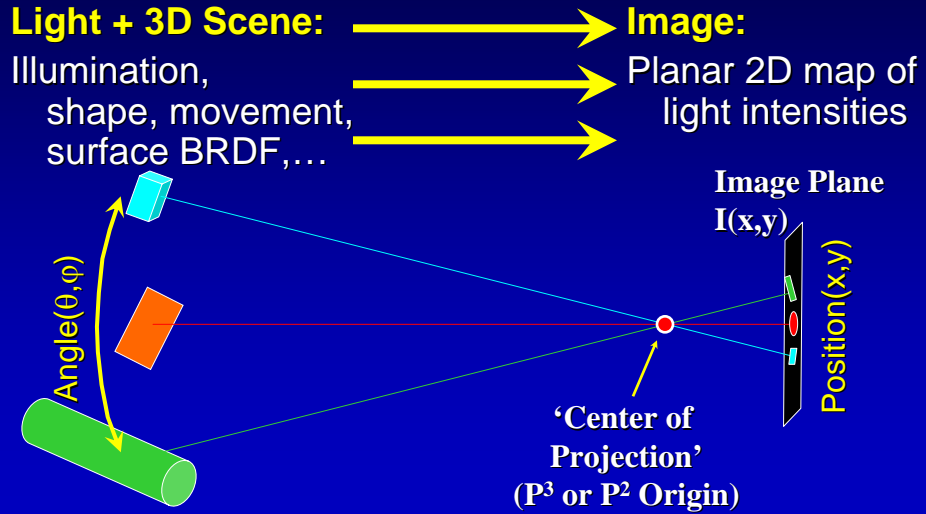 Light + 3D Scene:
Image:
Illumination,
shape, movement,
surface BRDF,…
Planar 2D map of
light intensities
Image Plane
I(x,y)
Angle(θ,φ)
Position(x,y)
‘Center of
Projection’
(P³ or P² Origin)